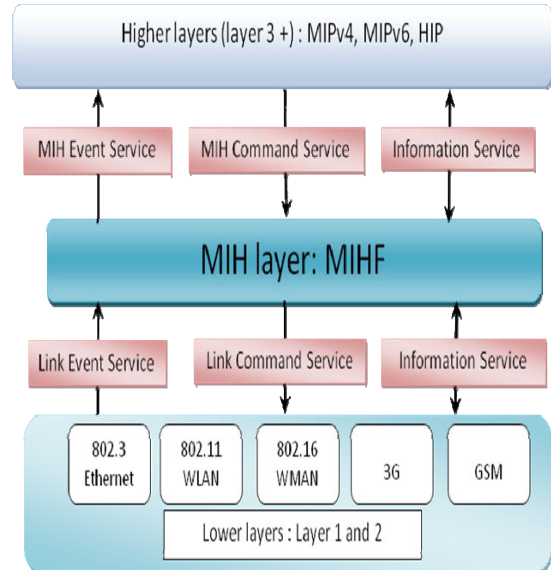 Higher layers (layer 3 +) : MIPv4, MIPv6, HIP
MIH Event Service
MIH Command Service
Information Service
MIH layer: MIHF
Link Event Service
Link Command Service
Information Service
802.3
Ethernet
802.11
WLAN
802.16
WMAN
3G
GSM
Lower layers : Layer 1 and 2